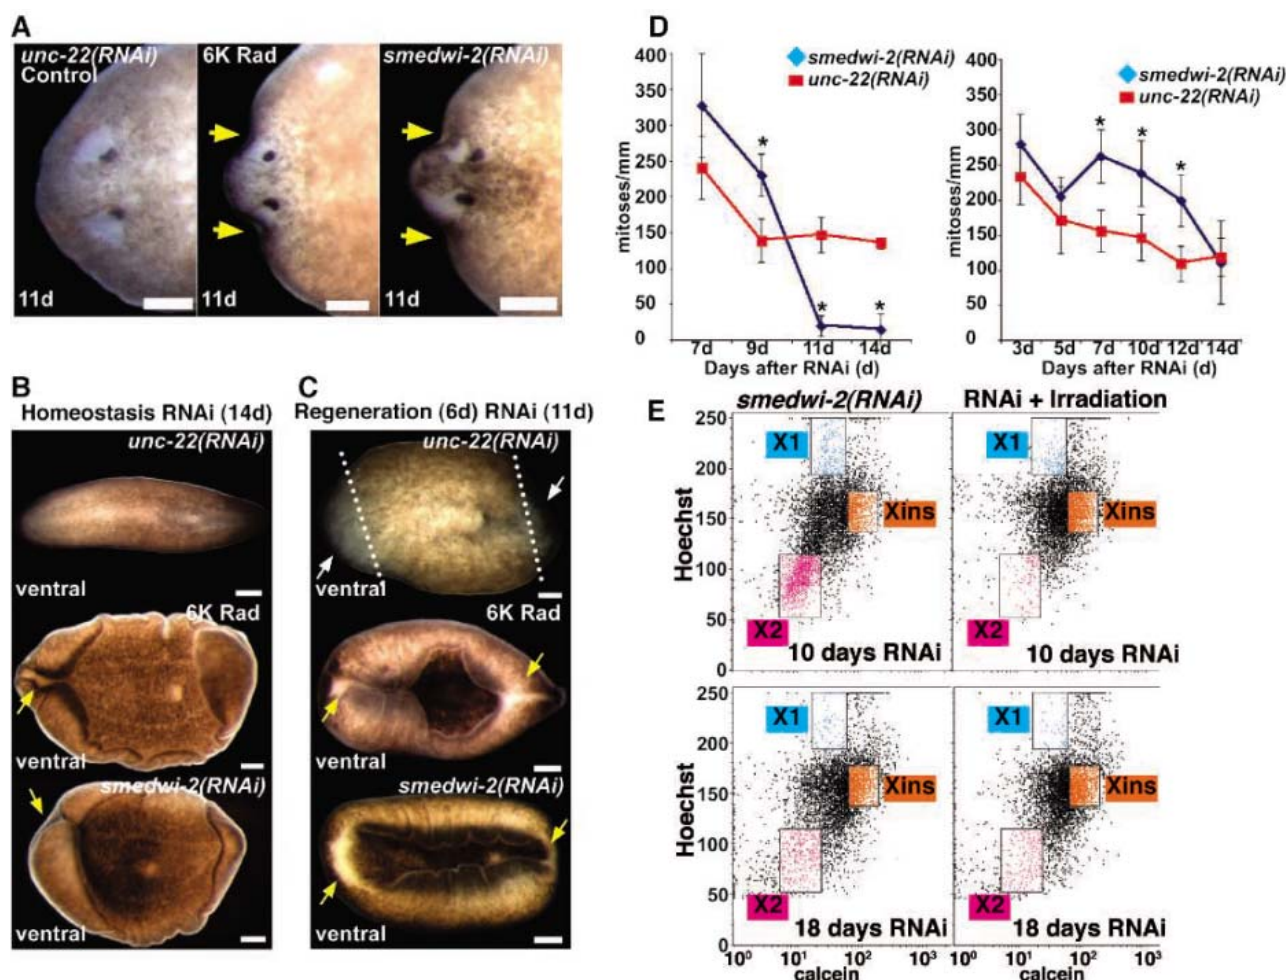 A
unc-22(RNAi)
Control
11d
6K Rad
11d
smedwi-2(RNAi)
11d
B
Homeostasis RNAi (14d)
unc-22(RNAi)
ventral
6K Rad
ventral
smedwi-2(RNAi)
ventral
C
Regeneration (6d) RNAi (11d)
unc-22(RNAi)
ventral
6K Rad
ventral
smedwi-2(RNAi)
ventral
D
smedwi-2(RNAi)
unc-22(RNAi)
mitoses/mm
400
350
300
250
200
150
100
50
0
* * *
7d 9d 11d 14d
Days after RNAi (d)
smedwi-2(RNAi)
unc-22(RNAi)
mitoses/mm
400
350
300
250
200
150
100
50
0
* * *
3d 5d 7d 10d 12d 14d
Days after RNAi (d)
E
smedwi-2(RNAi)
RNAi + Irradiation
Hoechst
250
200
150
100
50
0
X1
Xins
X2
10 days RNAi
X1
Xins
X2
10 days RNAi
Hoechst
250
200
150
100
50
0
X1
Xins
X2
18 days RNAi
X1
Xins
X2
18 days RNAi
10⁰ 10¹ 10² 10³
10⁰ 10¹ 10² 10³
calcein
calcein